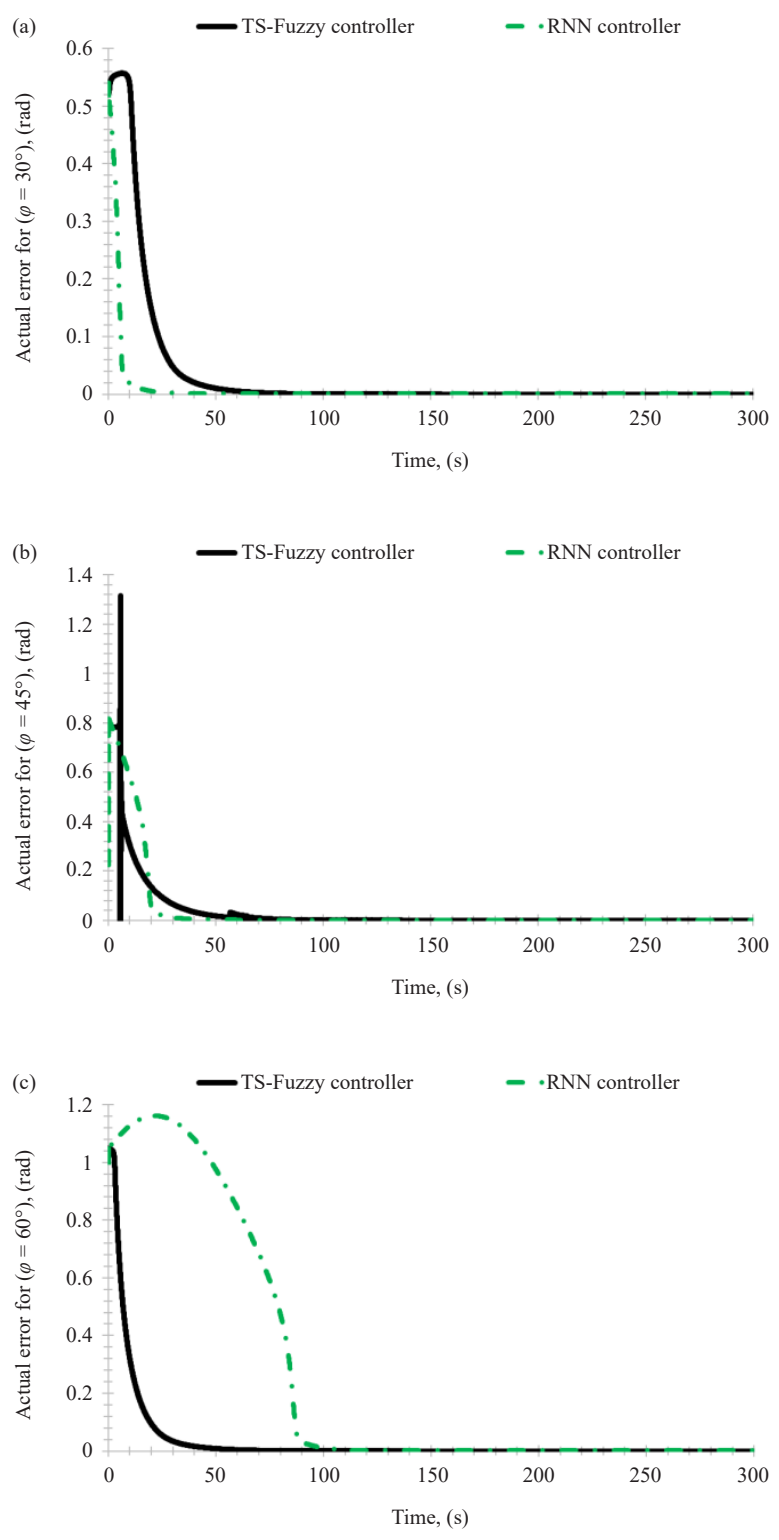 (a)
TS-Fuzzy controller
RNN controller
Actual error for (φ = 30°), (rad)
0.6
0.5
0.4
0.3
0.2
0.1
0
0 50 100 150 200 250 300
Time, (s)
(b)
TS-Fuzzy controller
RNN controller
Actual error for (φ = 45°), (rad)
1.4
1.2
1
0.8
0.6
0.4
0.2
0
0 50 100 150 200 250 300
Time, (s)
(c)
TS-Fuzzy controller
RNN controller
Actual error for (φ = 60°), (rad)
1.2
1
0.8
0.6
0.4
0.2
0
0 50 100 150 200 250 300
Time, (s)